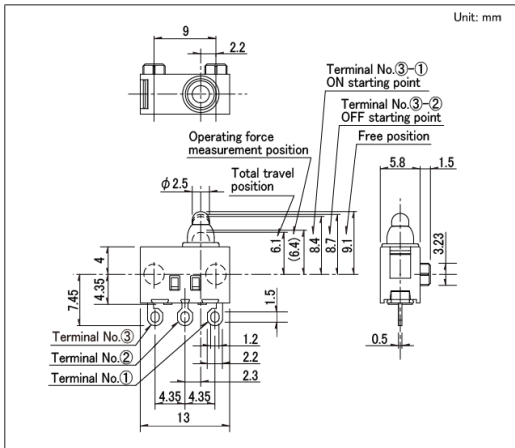 Unit: mm
9
2.2
Terminal No.③-①
ON starting point
Terminal No.③-②
OFF starting point
Operating force
measurement position
Free position
Total travel
position
5.8
1.5
φ2.5
6.1
(6.4)
8.4
8.7
9.1
3.23
4
4.35
7.45
1.5
Terminal No.③
Terminal No.②
Terminal No.①
1.2
2.2
2.3
0.5
4.35
4.35
13